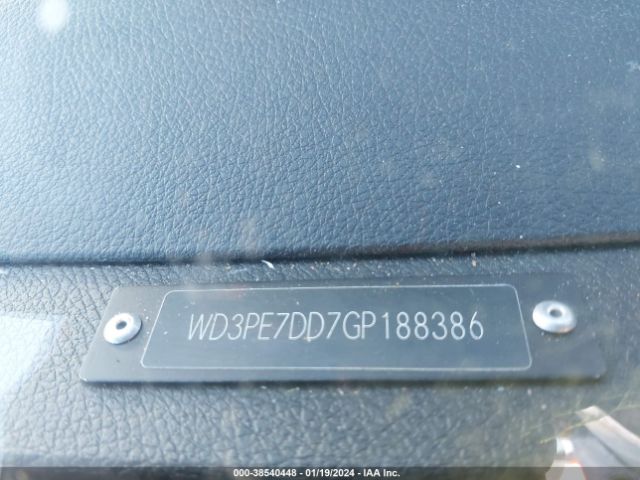 WD3PE7DD7GP188386
000-38540448 - 01/19/2024 - IAA Inc.